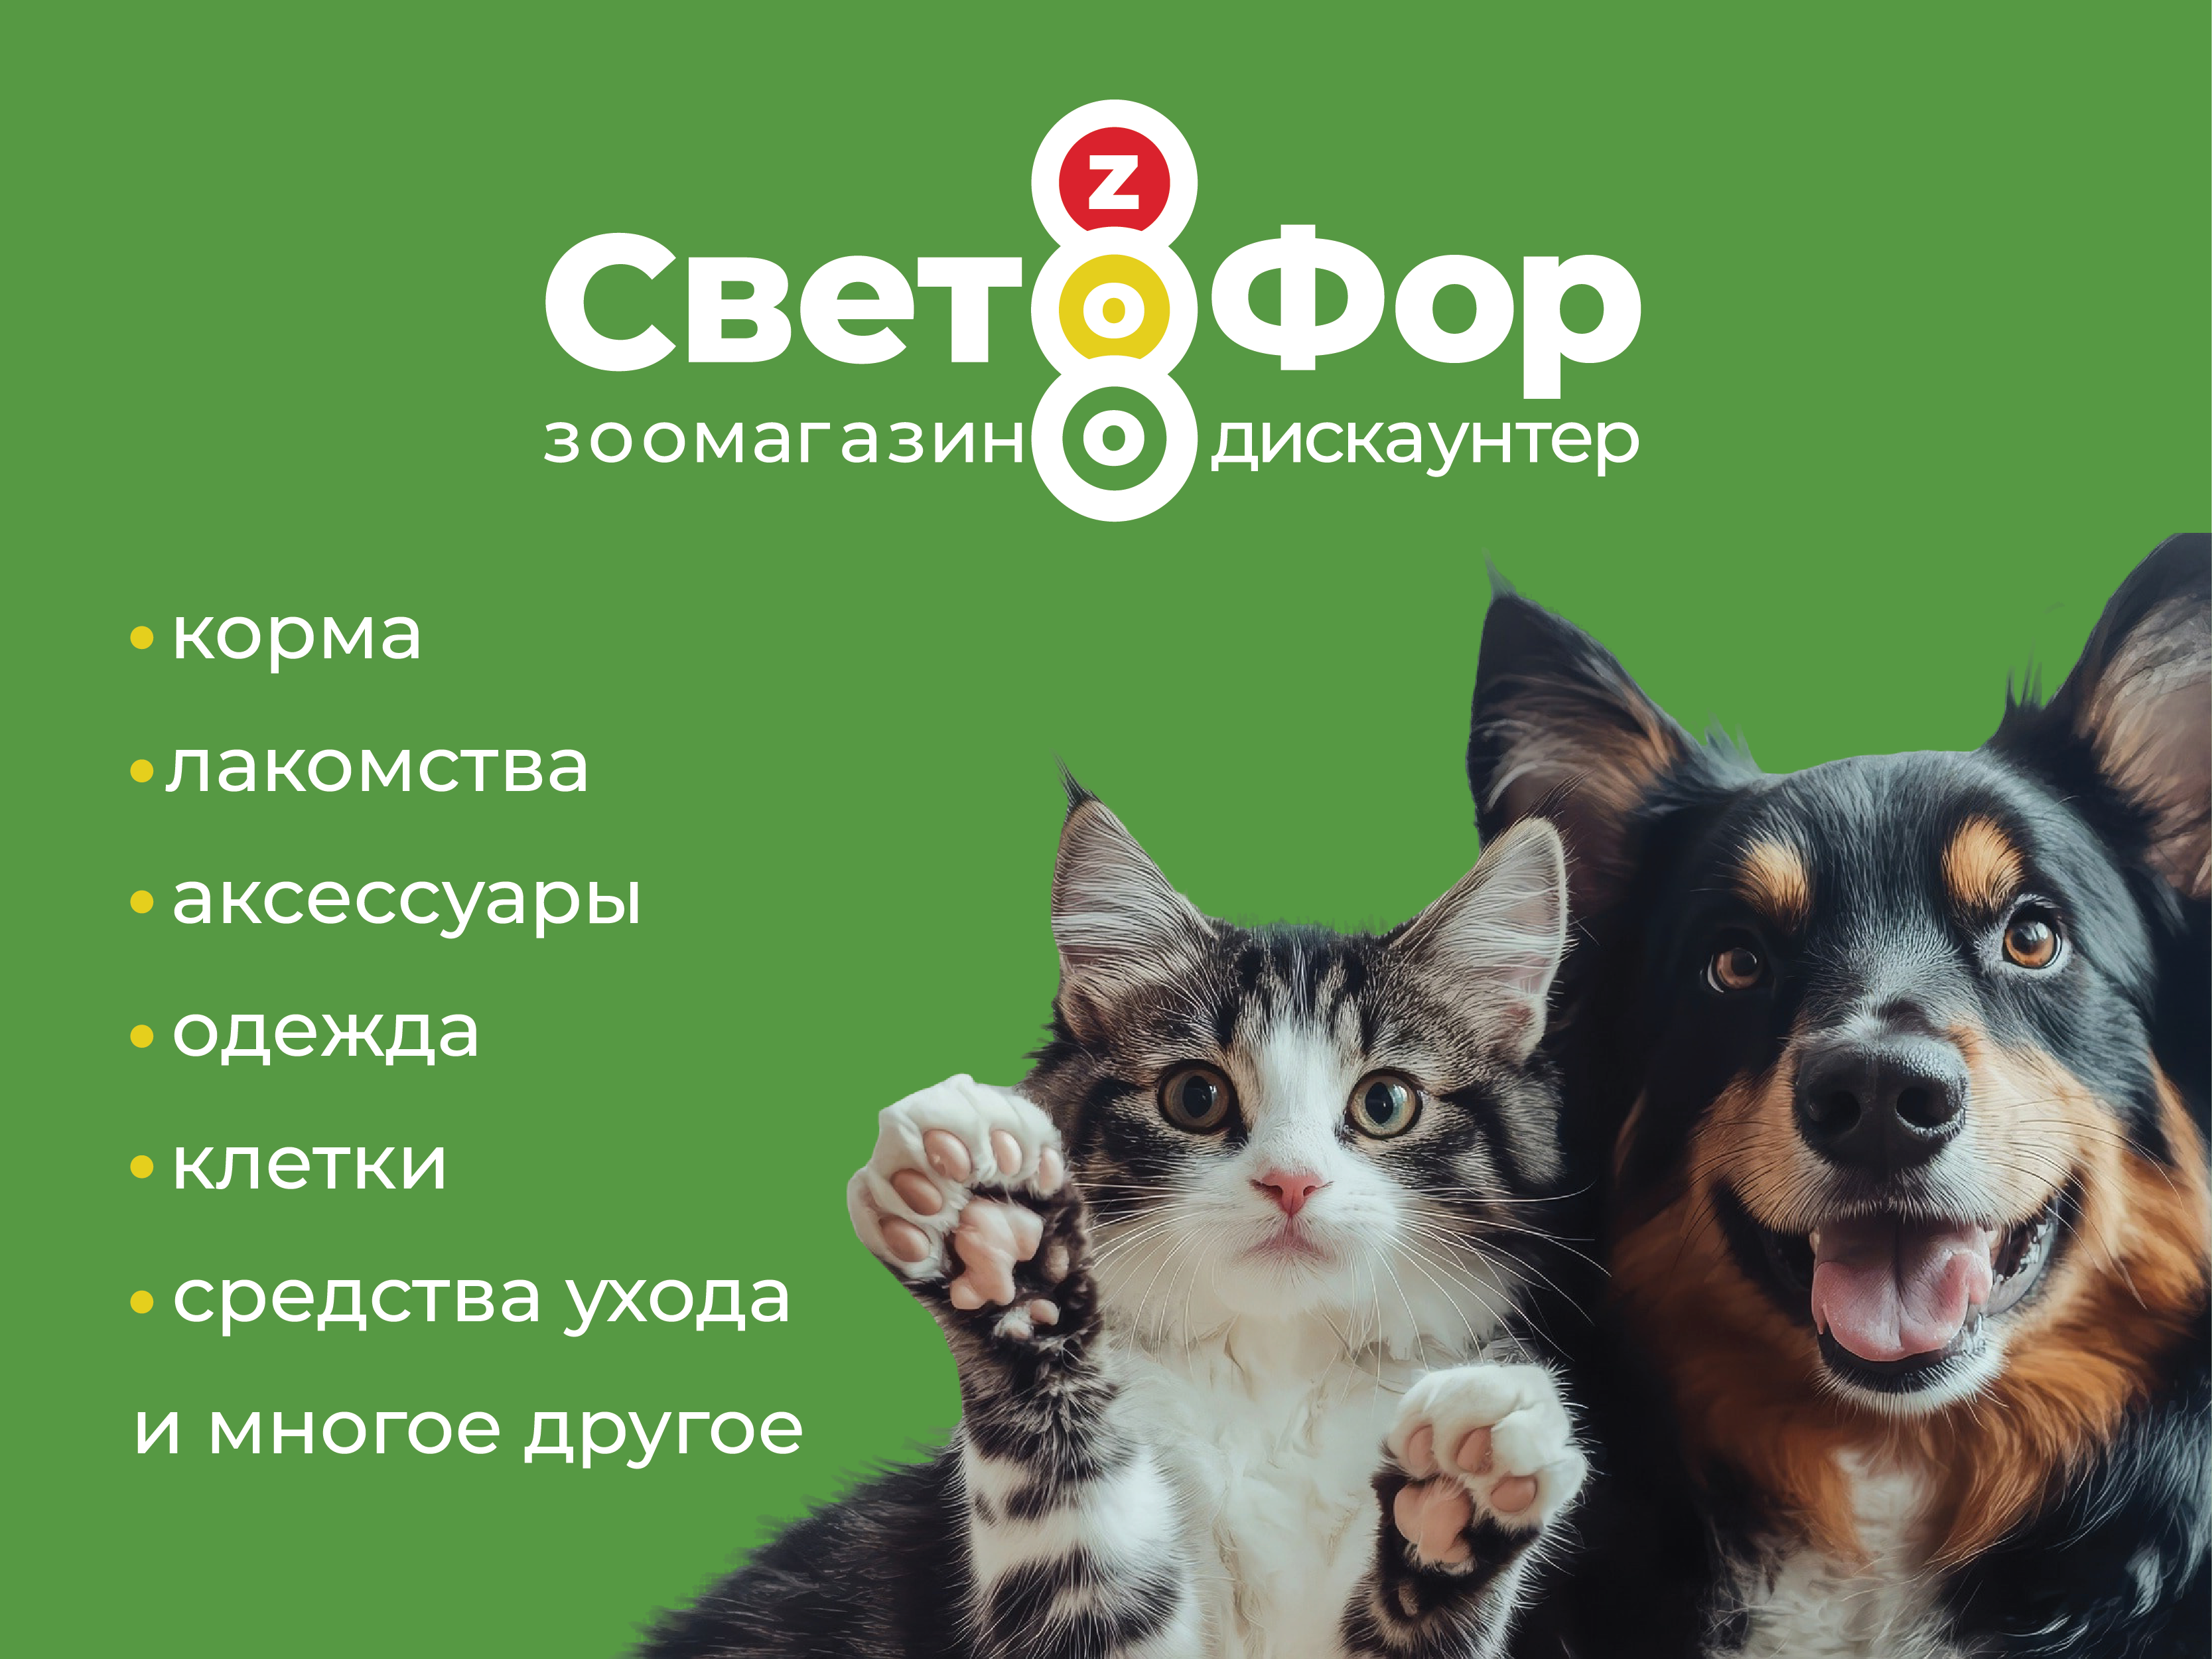 z
СветоФор
o
зоомагазин дискаунтер
• корма
• лакомства
• аксессуары
• одежда
• клетки
• средства ухода
и многое другое